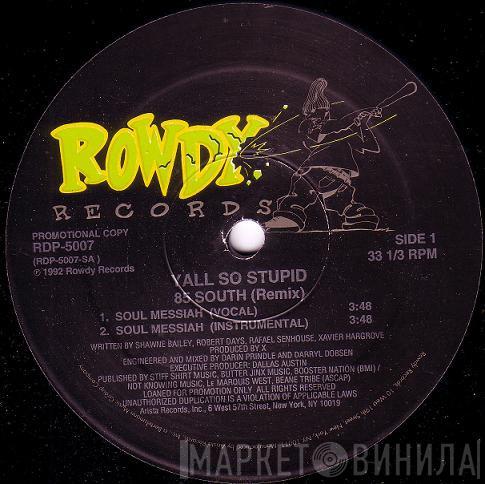 ROWDY
RECORDS
PROMOTIONAL COPY
RDP-5007
(RDP-5007-SA)
℗ 1992 Rowdy Records
SIDE 1
33 1/3 RPM
YALL SO STUPID
85 SOUTH (Remix)
1. SOUL MESSIAH (VOCAL) 3:48
2. SOUL MESSIAH (INSTRUMENTAL) 3:48
WRITTEN BY SHAWNE BAILEY, ROBERT DAYS, RAFAEL SENHOUSE, XAVIER HARGROVE
PRODUCED BY X
ENGINEERED AND MIXED BY DARIN PRINDLE AND DARRYL DOBSEN
EXECUTIVE PRODUCER: DALLAS AUSTIN
PUBLISHED BY STIFF SHIRT MUSIC, BUTTER JINX MUSIC, BOOSTER NATION (BMI) /
NOT KNOWING MUSIC, Le MARQUIS WEST, BEANE TRIBE (ASCAP)
LOANED FOR PROMOTION ONLY. ALL RIGHTS RESERVED.
UNAUTHORIZED DUPLICATION IS A VIOLATION OF APPLICABLE LAWS
Arista Records, Inc., 6 West 57th Street, New York, NY 10019
МАРКЕТ ВИНИЛА